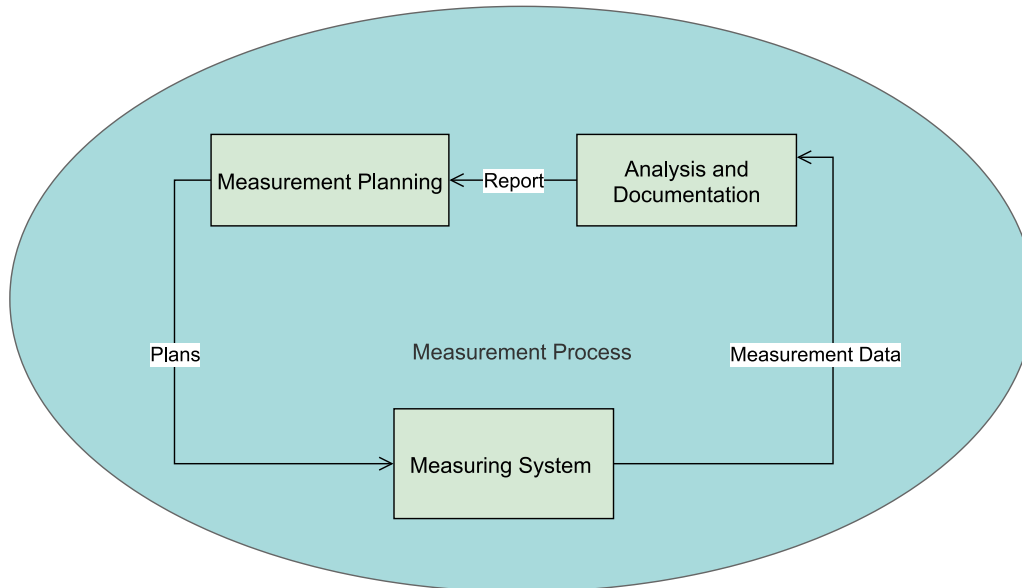 Measurement Planning
Report
Analysis and
Documentation
Plans
Measurement Process
Measurement Data
Measuring System